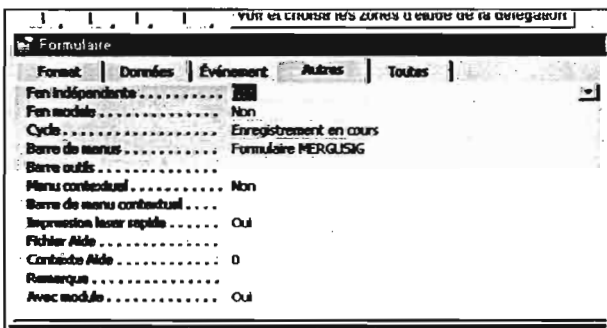 Voir et choisir les zones d'étude de la délégation
Formulaire
Format Données Événement Autres Toutes
Fen indépendante . . . . . . . . .
Fen modale . . . . . . . . . . . . . . . Non
Cycle . . . . . . . . . . . . . . . . . . . . Enregistrement en cours
Barre de menus . . . . . . . . . . . Formulaire MERGUSIG
Barre outils . . . . . . . . . . . . . . .
Menu contextuel . . . . . . . . . . . Non
Barre de menu contextuel . . . .
Impression laser rapide . . . . . . Oui
Fichier Aide . . . . . . . . . . . . . . .
Contexte Aide . . . . . . . . . . . . . 0
Remarque . . . . . . . . . . . . . . . .
Avec module . . . . . . . . . . . . . . Oui